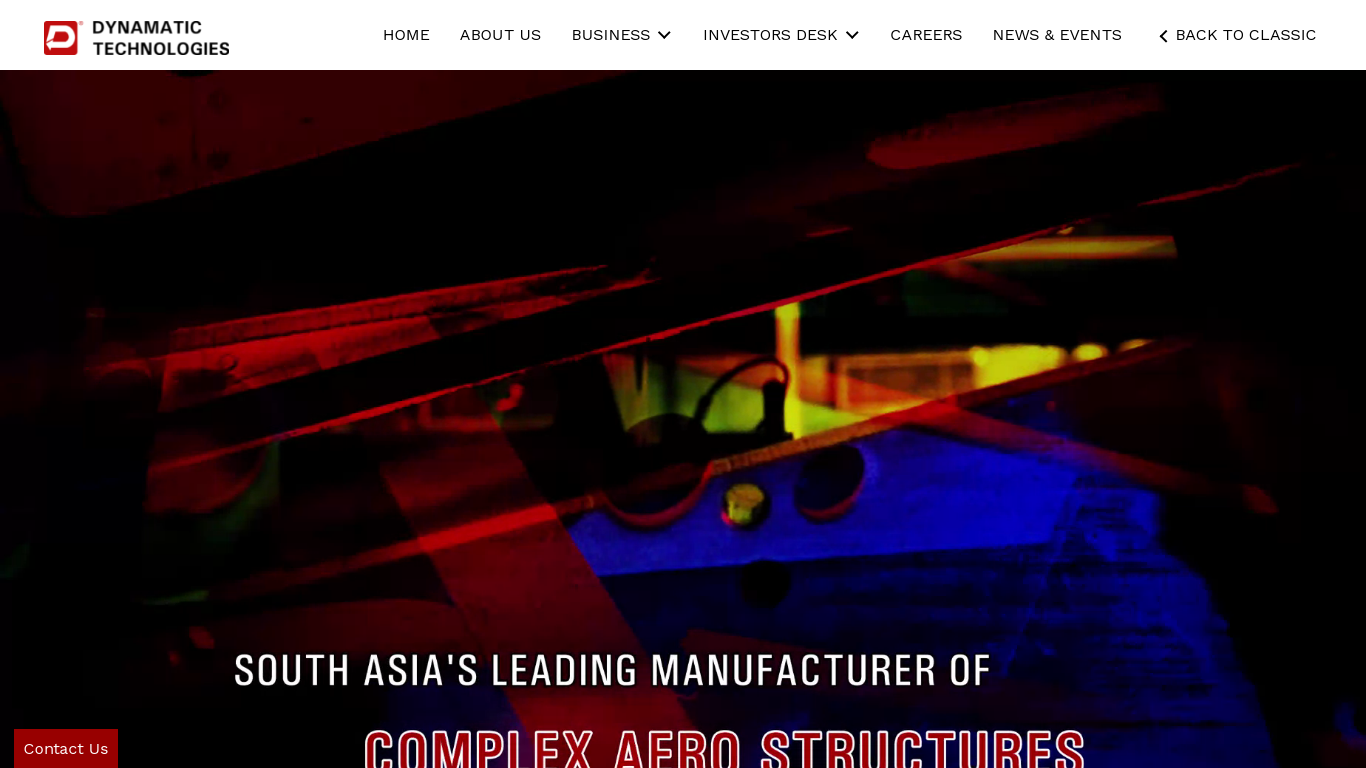 DYNAMATIC
TECHNOLOGIES
HOME ABOUT US BUSINESS INVESTORS DESK CAREERS NEWS & EVENTS BACK TO CLASSIC
SOUTH ASIA'S LEADING MANUFACTURER OF
COMPLEX AERO STRUCTURES
Contact Us